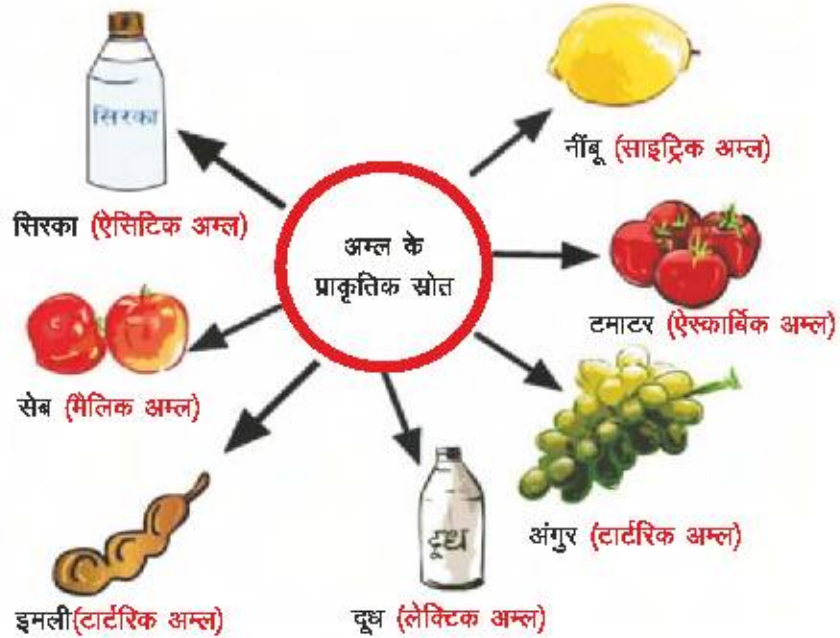 अम्ल के
प्राकृतिक स्रोत
सिरका
सिरका (ऐसिटिक अम्ल)
नींबू (साइट्रिक अम्ल)
टमाटर (ऐस्कार्बिक अम्ल)
सेब (मैलिक अम्ल)
अंगुर (टार्टरिक अम्ल)
दूध
इमली(टार्टरिक अम्ल)
दूध (लेक्टिक अम्ल)